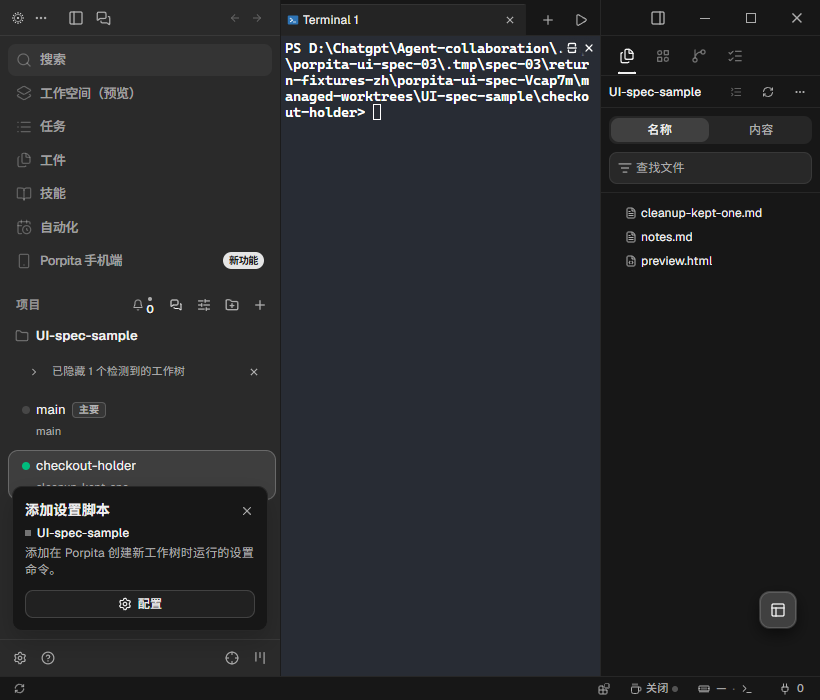 搜索
工作空间（预览）
任务
工件
技能
自动化
Porpita 手机端
新功能
项目
0
UI-spec-sample
已隐藏 1 个检测到的工作树
main
主要
main
checkout-holder
cleanup-kept-one
添加设置脚本
UI-spec-sample
添加在 Porpita 创建新工作树时运行的设置
命令。
配置
Terminal 1
PS D:\Chatgpt\Agent-collaboration\.
\porpita-ui-spec-03\.tmp\spec-03\retur
n-fixtures-zh\porpita-ui-spec-Vcap7m\m
anaged-worktrees\UI-spec-sample\checko
ut-holder>
UI-spec-sample
名称
内容
查找文件
cleanup-kept-one.md
notes.md
preview.html
关闭
0